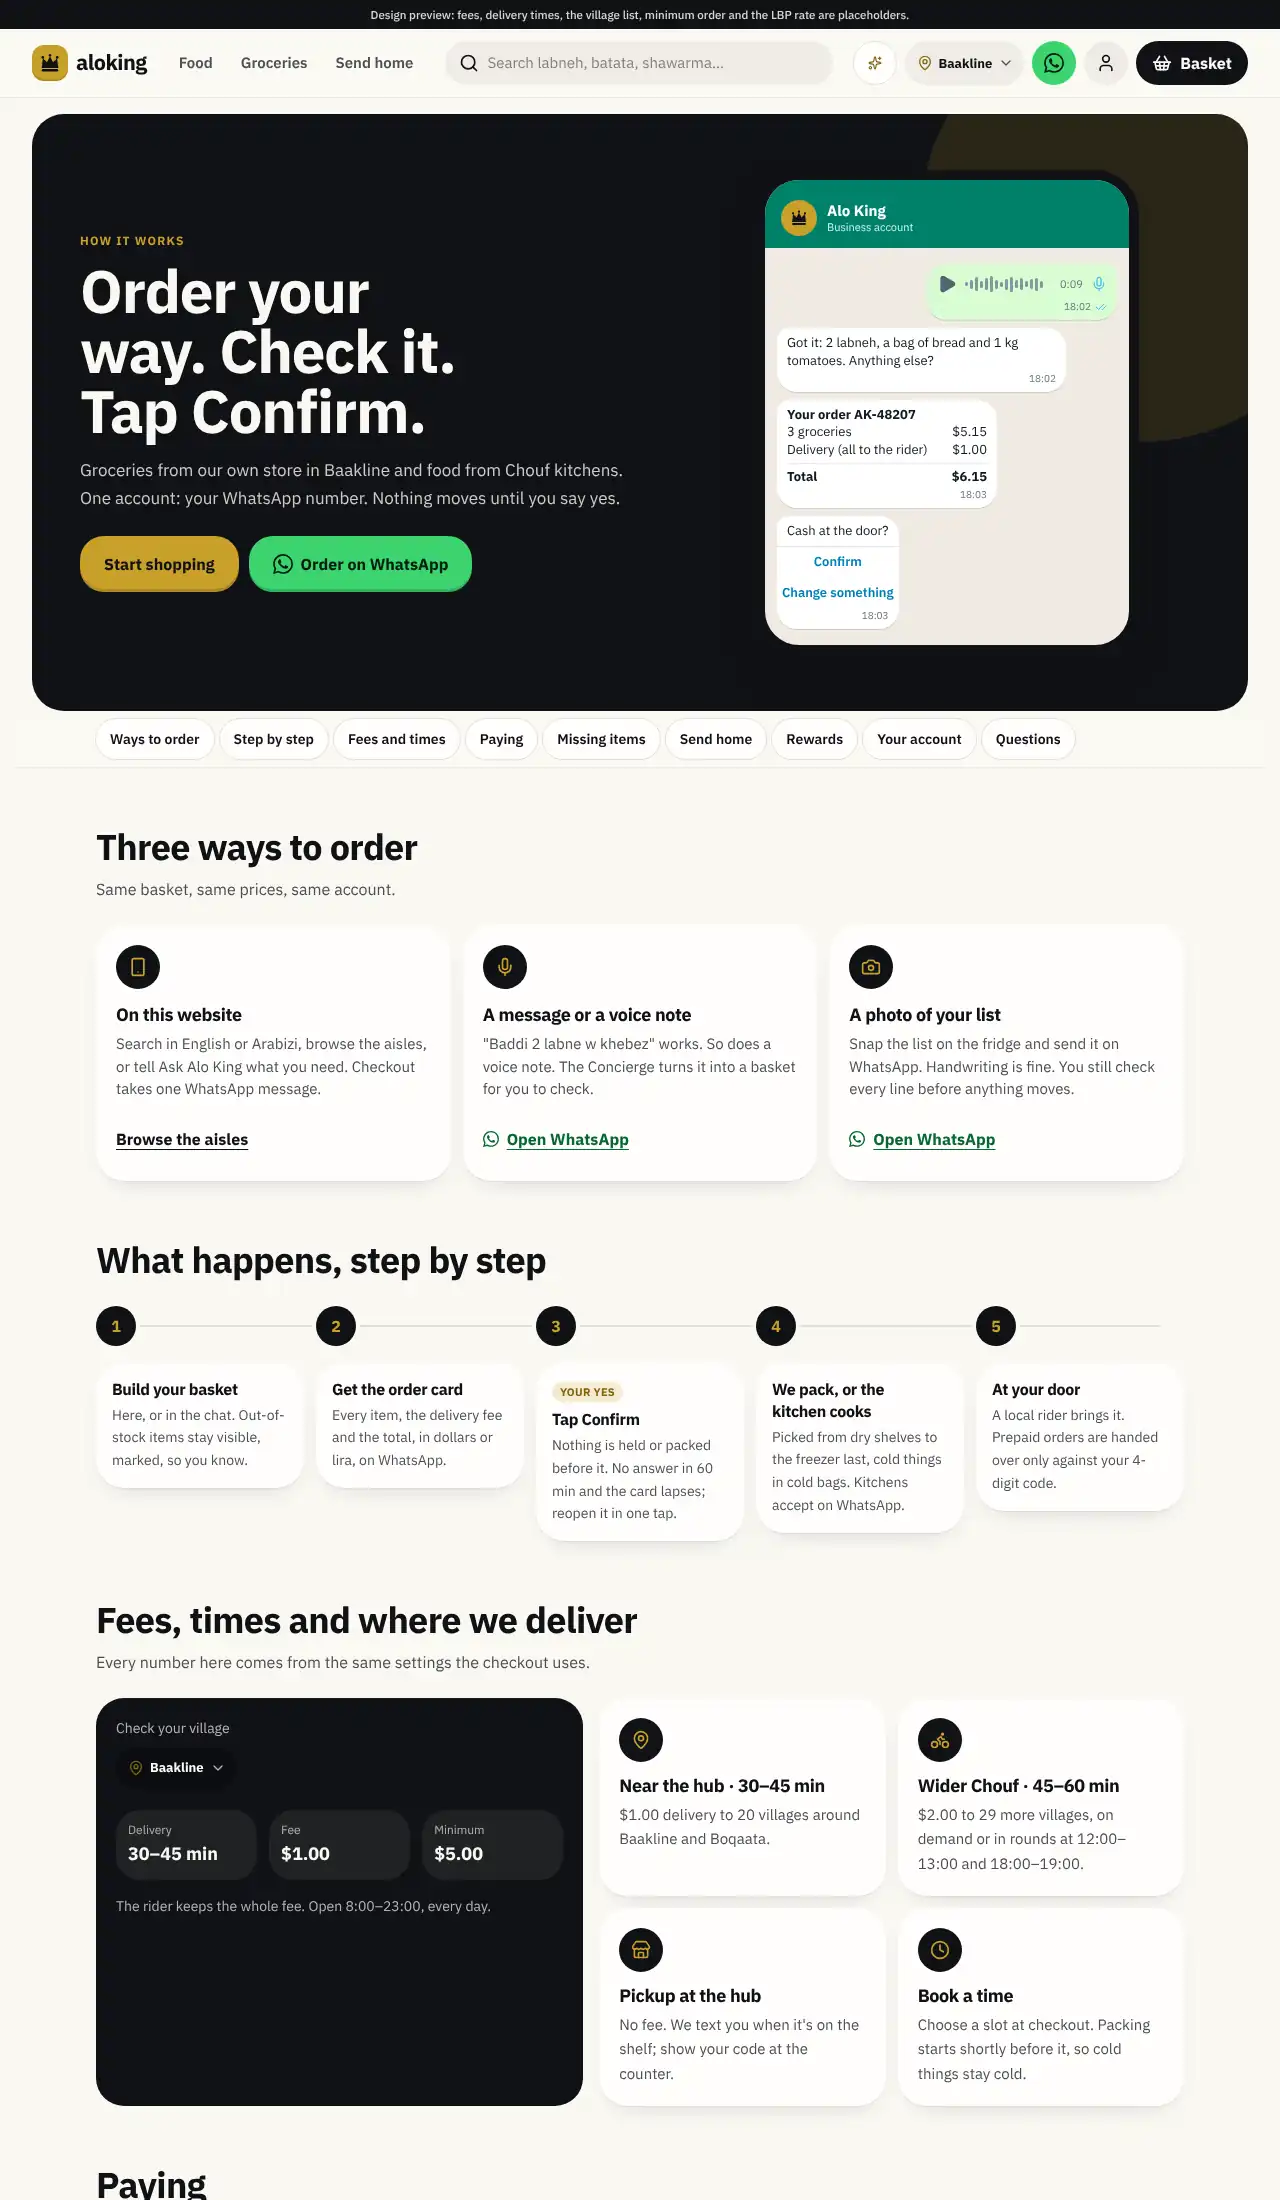 Design preview: fees, delivery times, the village list, minimum order and the LBP rate are placeholders.
aloking
Food
Groceries
Send home
Search labneh, batata, shawarma...
Baakline
Basket
HOW IT WORKS
Order your
way. Check it.
Tap Confirm.
Groceries from our own store in Baakline and food from Chouf kitchens.
One account: your WhatsApp number. Nothing moves until you say yes.
Start shopping
Order on WhatsApp
Alo King
Business account
0:09
18:02
Got it: 2 labneh, a bag of bread and 1 kg
tomatoes. Anything else?
18:02
Your order AK-48207
3 groceries $5.15
Delivery (all to the rider) $1.00
Total $6.15
18:03
Cash at the door?
Confirm
Change something
18:03
Ways to order
Step by step
Fees and times
Paying
Missing items
Send home
Rewards
Your account
Questions
Three ways to order
Same basket, same prices, same account.
On this website
Search in English or Arabizi, browse the aisles,
or tell Ask Alo King what you need. Checkout
takes one WhatsApp message.
Browse the aisles
A message or a voice note
"Baddi 2 labne w khebez" works. So does a
voice note. The Concierge turns it into a basket
for you to check.
Open WhatsApp
A photo of your list
Snap the list on the fridge and send it on
WhatsApp. Handwriting is fine. You still check
every line before anything moves.
Open WhatsApp
What happens, step by step
1
Build your basket
Here, or in the chat. Out-of-
stock items stay visible,
marked, so you know.
2
Get the order card
Every item, the delivery fee
and the total, in dollars or
lira, on WhatsApp.
3
YOUR YES
Tap Confirm
Nothing is held or packed
before it. No answer in 60
min and the card lapses;
reopen it in one tap.
4
We pack, or the
kitchen cooks
Picked from dry shelves to
the freezer last, cold things
in cold bags. Kitchens
accept on WhatsApp.
5
At your door
A local rider brings it.
Prepaid orders are handed
over only against your 4-
digit code.
Fees, times and where we deliver
Every number here comes from the same settings the checkout uses.
Check your village
Baakline
Delivery
30–45 min
Fee
$1.00
Minimum
$5.00
The rider keeps the whole fee. Open 8:00–23:00, every day.
Near the hub · 30–45 min
$1.00 delivery to 20 villages around
Baakline and Boqaata.
Wider Chouf · 45–60 min
$2.00 to 29 more villages, on
demand or in rounds at 12:00–
13:00 and 18:00–19:00.
Pickup at the hub
No fee. We text you when it's on the
shelf; show your code at the
counter.
Book a time
Choose a slot at checkout. Packing
starts shortly before it, so cold
things stay cold.
Paying